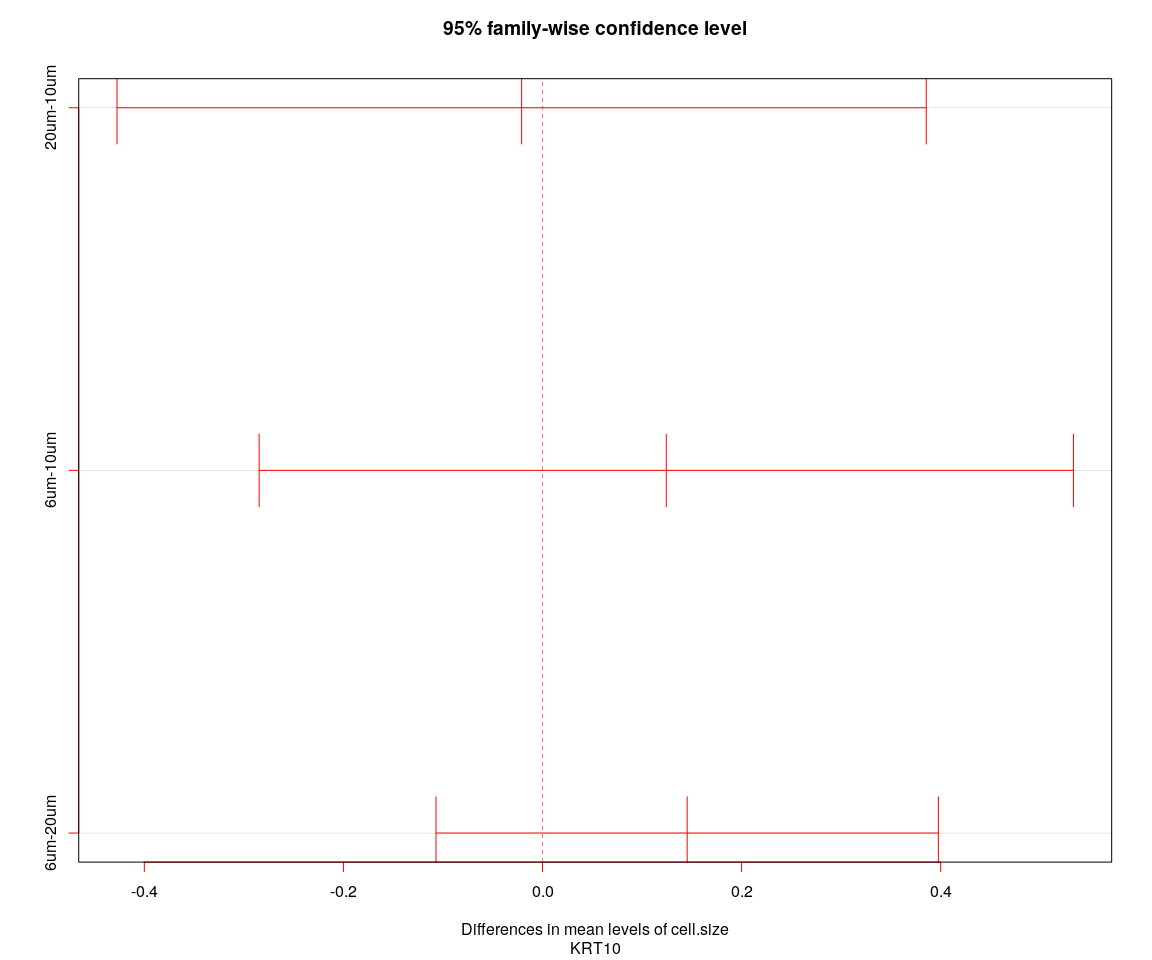 95% family-wise confidence level
20um-10um
6um-10um
6um-20um
-0.4 -0.2 0.0 0.2 0.4
Differences in mean levels of cell.size
KRT10